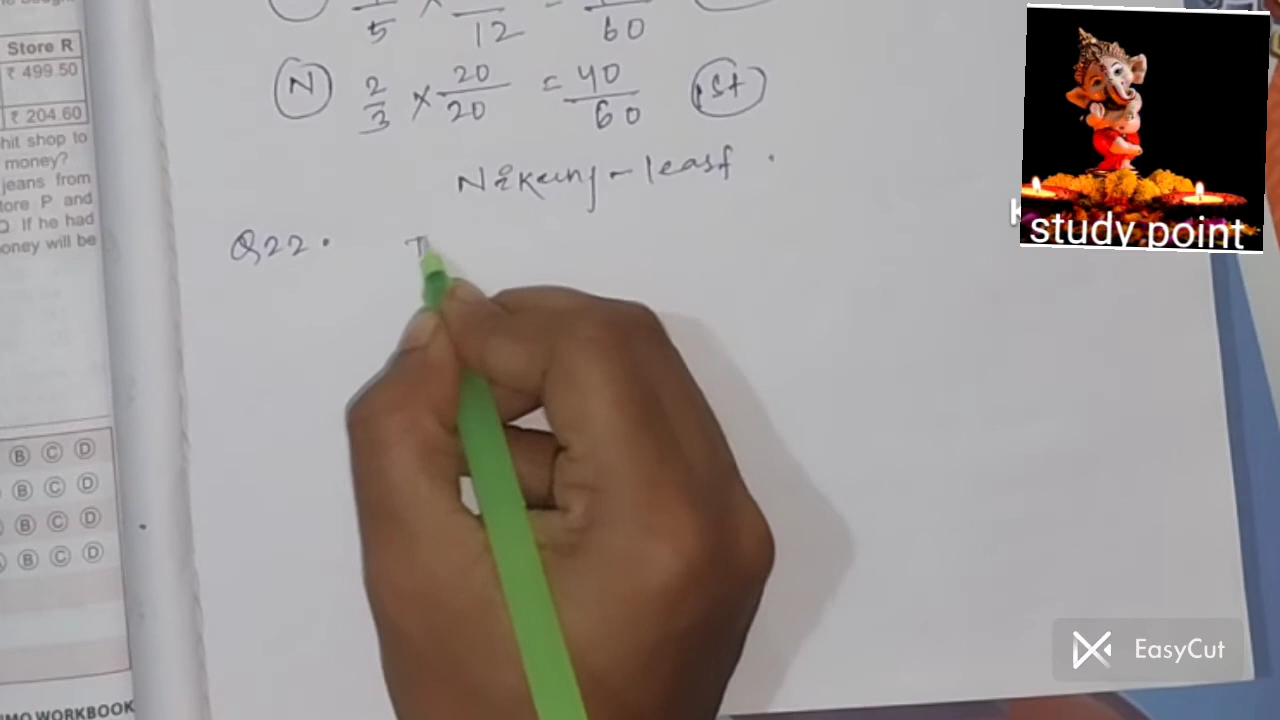 Store R
₹ 499.50
₹ 204.60
hit shop to
money?
jeans from
tore P and
Q. If he had
oney will be
5 × 12 = 60
N 2/3 × 20/20 = 40/60 1st
least .
Q22.
study point
B C D
B C D
B C D
B C D
MO WORKBOOK
EasyCut